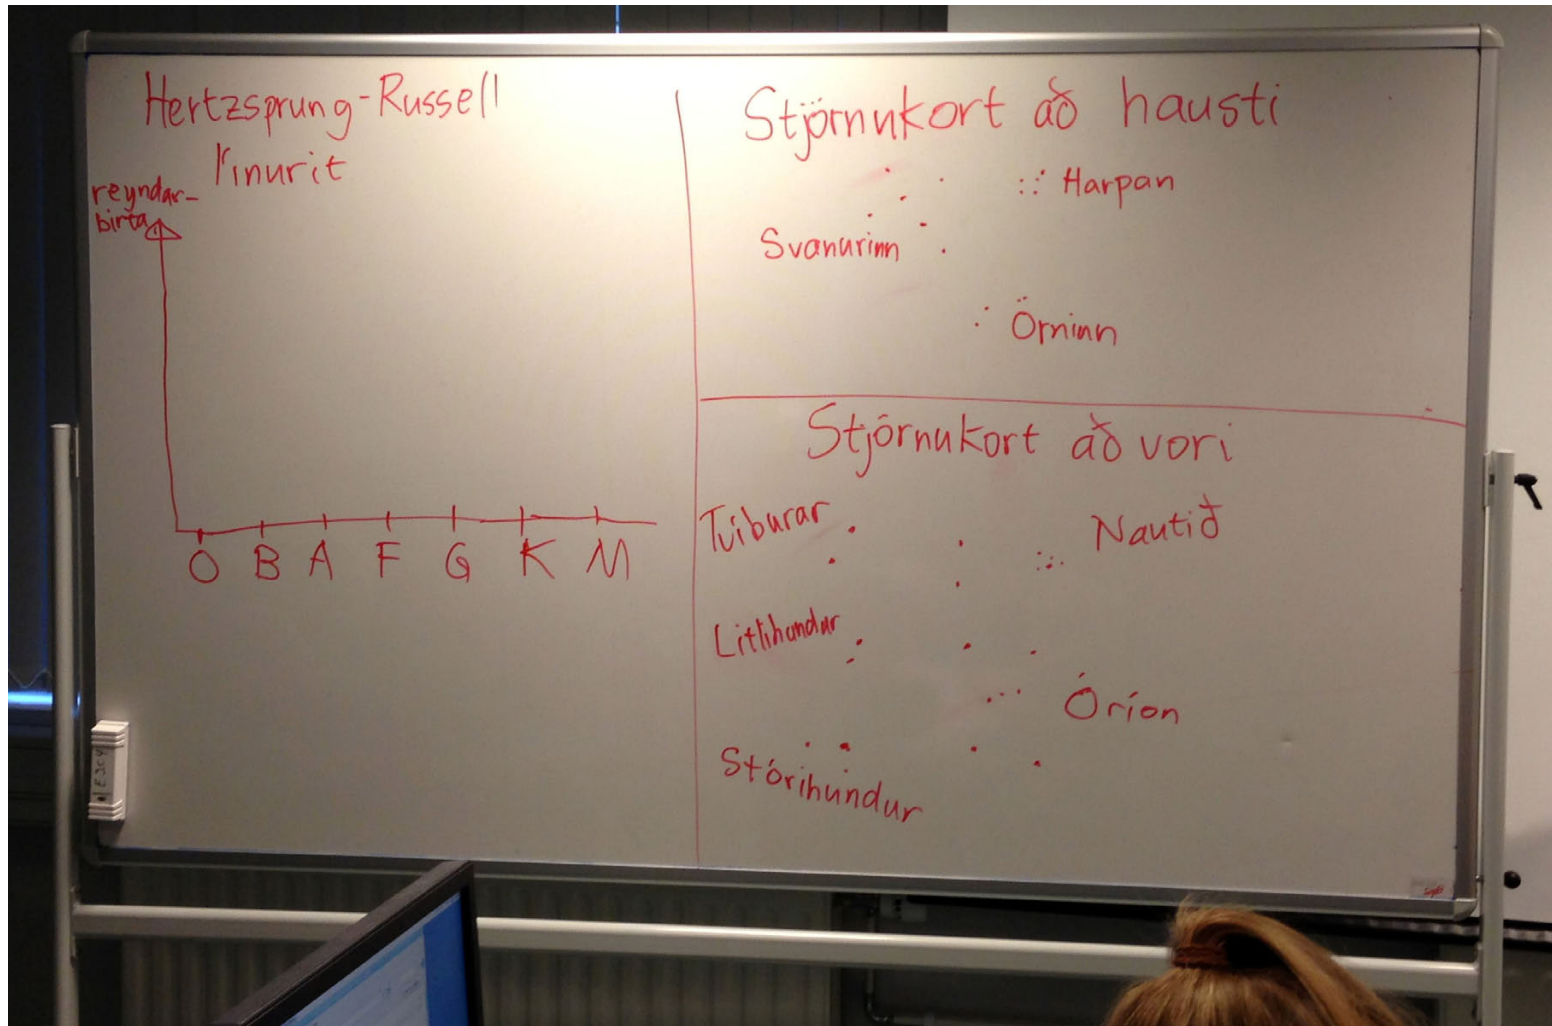 Hertzsprung-Russell
línurit
reyndar-
birta
O B A F G K M
Stjörnukort að hausti
Harpan
Svanurinn
Örninn
Stjörnukort að vori
Tvíburar
Nautið
Litlihundur
Óríon
Stórihundur